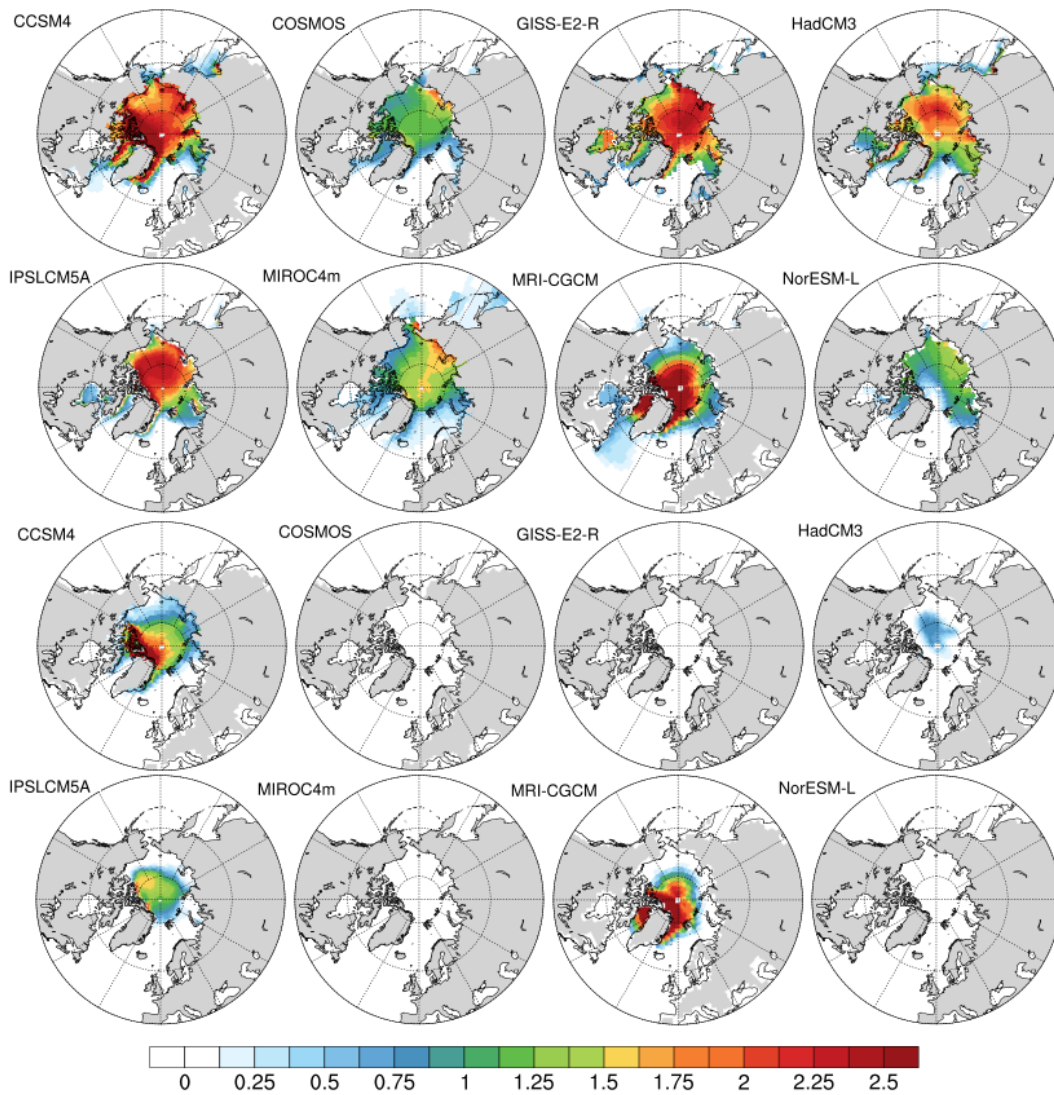 CCSM4 COSMOS GISS-E2-R HadCM3
IPSLCM5A MIROC4m MRI-CGCM NorESM-L
CCSM4 COSMOS GISS-E2-R HadCM3
IPSLCM5A MIROC4m MRI-CGCM NorESM-L
0 0.25 0.5 0.75 1 1.25 1.5 1.75 2 2.25 2.5